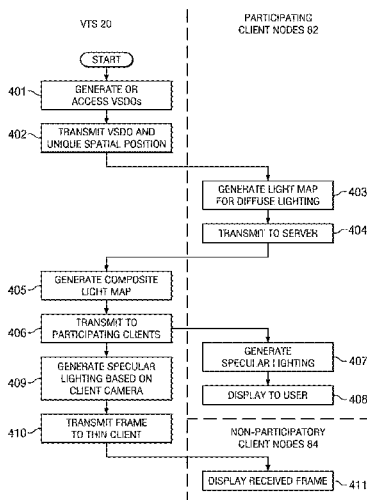 VTS 20
PARTICIPATING
CLIENT NODES 82
START
401
GENERATE OR
ACCESS VSDOs
402
TRANSMIT VSDO AND
UNIQUE SPATIAL POSITION
GENERATE LIGHT MAP
FOR DIFFUSE LIGHTING
403
TRANSMIT TO SERVER
404
405
GENERATE COMPOSITE
LIGHT MAP
406
TRANSMIT TO
PARTICIPATING CLIENTS
GENERATE
SPECULAR LIGHTING
407
409
GENERATE SPECULAR
LIGHTING BASED ON
CLIENT CAMERA
DISPLAY TO USER
408
410
TRANSMIT FRAME
TO THIN CLIENT
NON-PARTICIPATORY
CLIENT NODES 84
DISPLAY RECEIVED FRAME
411